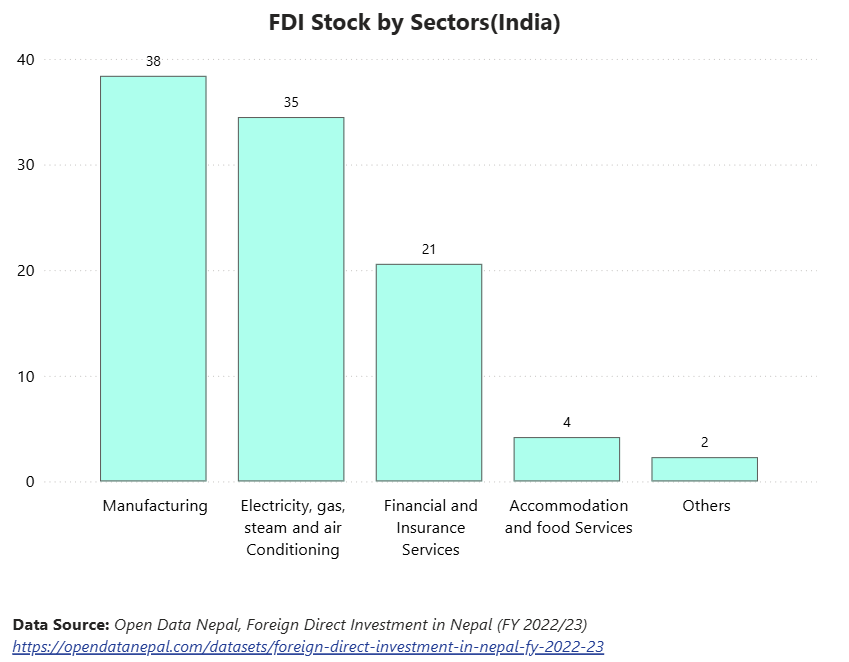 FDI Stock by Sectors(India)
40
30
20
10
0
38
35
21
4
2
Manufacturing
Electricity, gas,
steam and air
Conditioning
Financial and
Insurance
Services
Accommodation
and food Services
Others
Data Source: Open Data Nepal, Foreign Direct Investment in Nepal (FY 2022/23)
https://opendatanepal.com/datasets/foreign-direct-investment-in-nepal-fy-2022-23